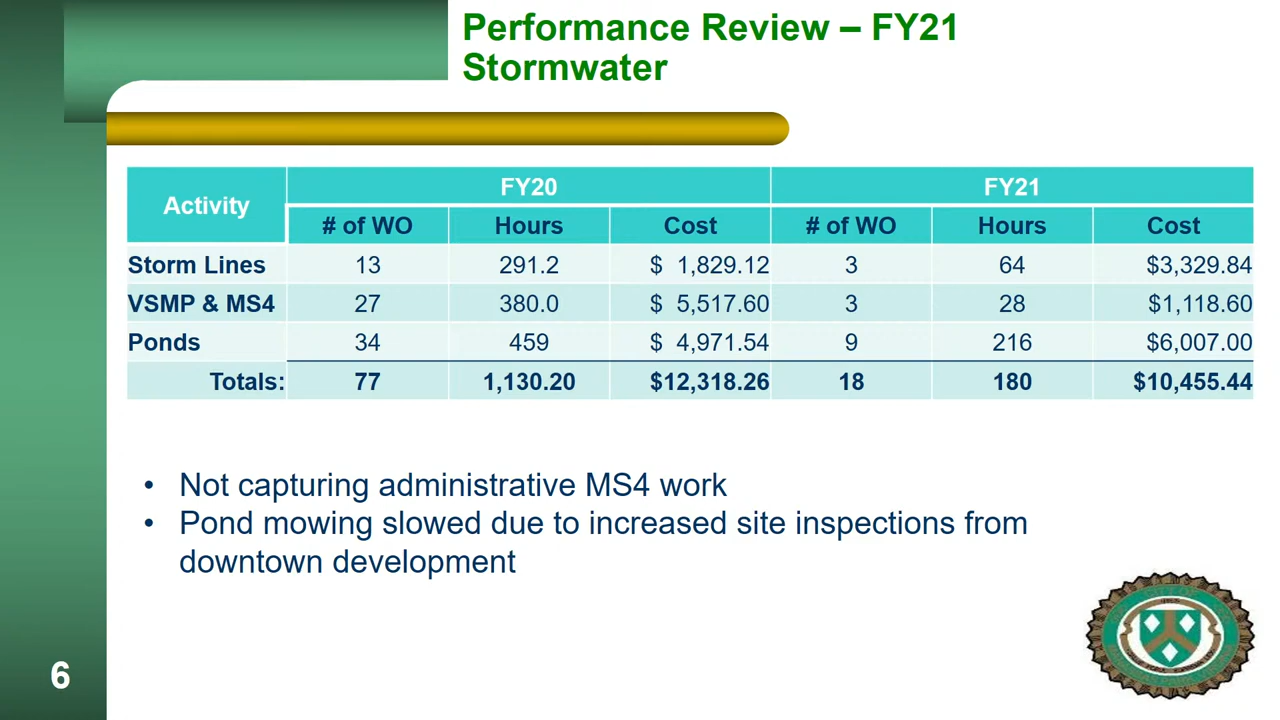 Performance Review – FY21
Stormwater
Activity FY20 FY21
# of WO Hours Cost # of WO Hours Cost
Storm Lines 13 291.2 $ 1,829.12 3 64 $3,329.84
VSMP & MS4 27 380.0 $ 5,517.60 3 28 $1,118.60
Ponds 34 459 $ 4,971.54 9 216 $6,007.00
Totals: 77 1,130.20 $12,318.26 18 180 $10,455.44
• Not capturing administrative MS4 work
• Pond mowing slowed due to increased site inspections from
downtown development
6